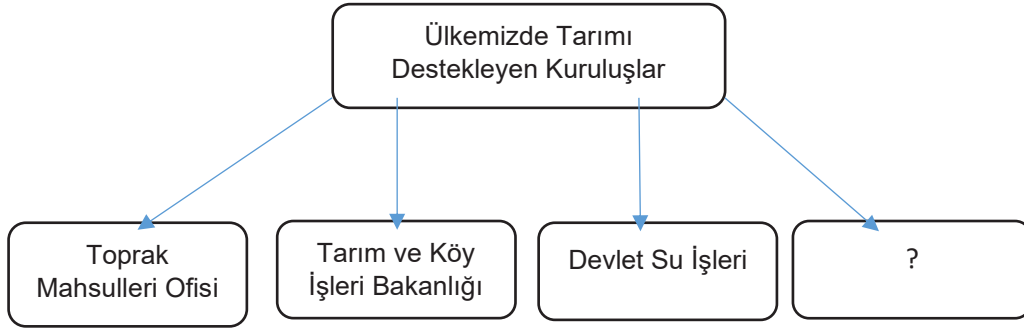 Ülkemizde Tarımı
Destekleyen Kuruluşlar
Toprak
Mahsulleri Ofisi
Tarım ve Köy
İşleri Bakanlığı
Devlet Su İşleri
?